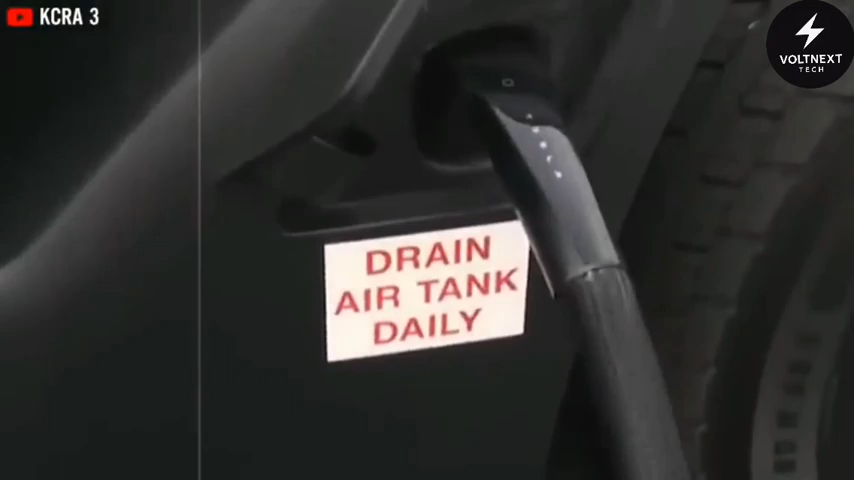 KCRA 3
VOLTNEXT
TECH
DRAIN
AIR TANK
DAILY